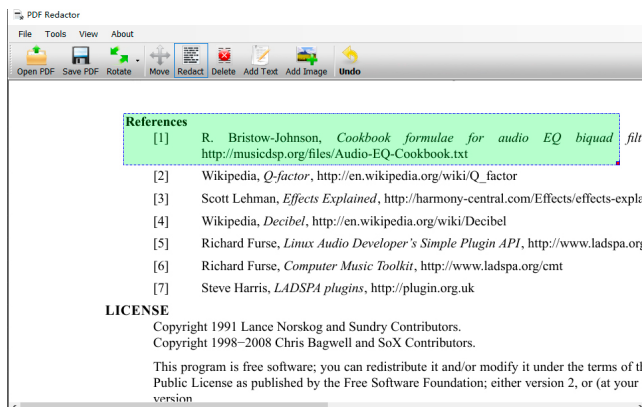 PDF Redactor
File Tools View About
Open PDF Save PDF Rotate Move Redact Delete Add Text Add Image Undo
References
[1] R. Bristow-Johnson, Cookbook formulae for audio EQ biquad filt
http://musicdsp.org/files/Audio-EQ-Cookbook.txt
[2] Wikipedia, Q-factor, http://en.wikipedia.org/wiki/Q_factor
[3] Scott Lehman, Effects Explained, http://harmony-central.com/Effects/effects-expla
[4] Wikipedia, Decibel, http://en.wikipedia.org/wiki/Decibel
[5] Richard Furse, Linux Audio Developer's Simple Plugin API, http://www.ladspa.org
[6] Richard Furse, Computer Music Toolkit, http://www.ladspa.org/cmt
[7] Steve Harris, LADSPA plugins, http://plugin.org.uk
LICENSE
Copyright 1991 Lance Norskog and Sundry Contributors.
Copyright 1998−2008 Chris Bagwell and SoX Contributors.
This program is free software; you can redistribute it and/or modify it under the terms of th
Public License as published by the Free Software Foundation; either version 2, or (at your
version